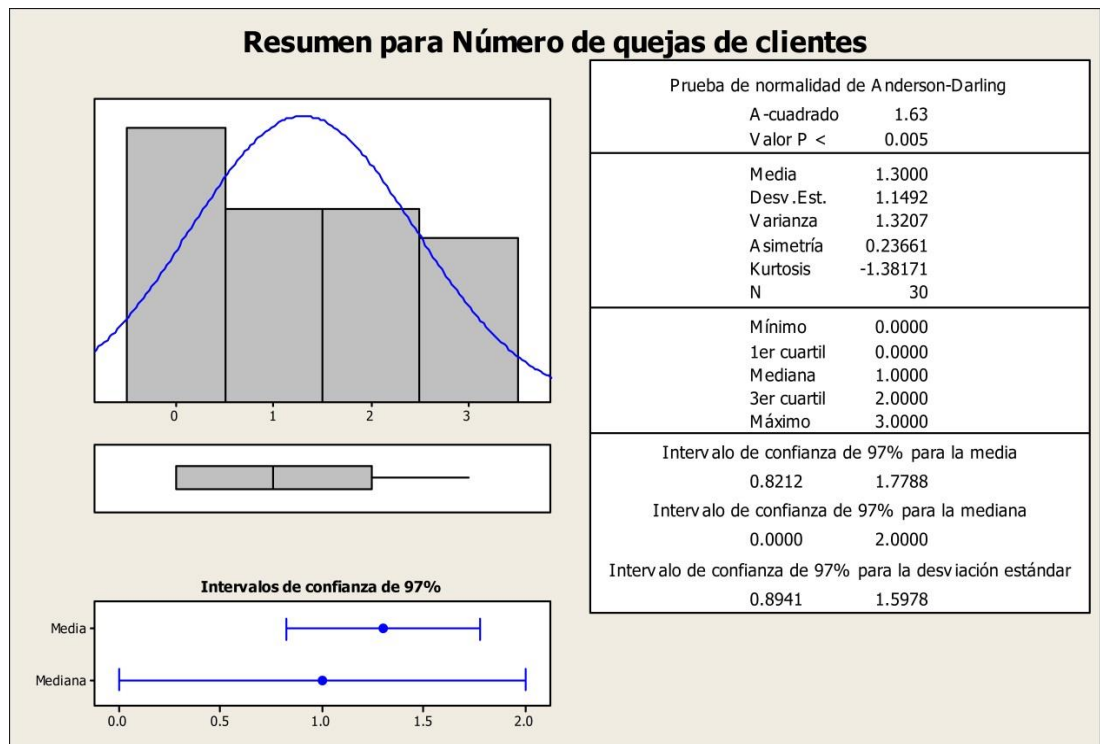 Resumen para Número de quejas de clientes
0 1 2 3
Intervalos de confianza de 97%
Media
Mediana
0.0 0.5 1.0 1.5 2.0
Prueba de normalidad de Anderson-Darling
A-cuadrado 1.63
Valor P < 0.005
Media 1.3000
Desv.Est. 1.1492
Varianza 1.3207
Asimetría 0.23661
Kurtosis -1.38171
N 30
Mínimo 0.0000
1er cuartil 0.0000
Mediana 1.0000
3er cuartil 2.0000
Máximo 3.0000
Intervalo de confianza de 97% para la media
0.8212 1.7788
Intervalo de confianza de 97% para la mediana
0.0000 2.0000
Intervalo de confianza de 97% para la desviación estándar
0.8941 1.5978